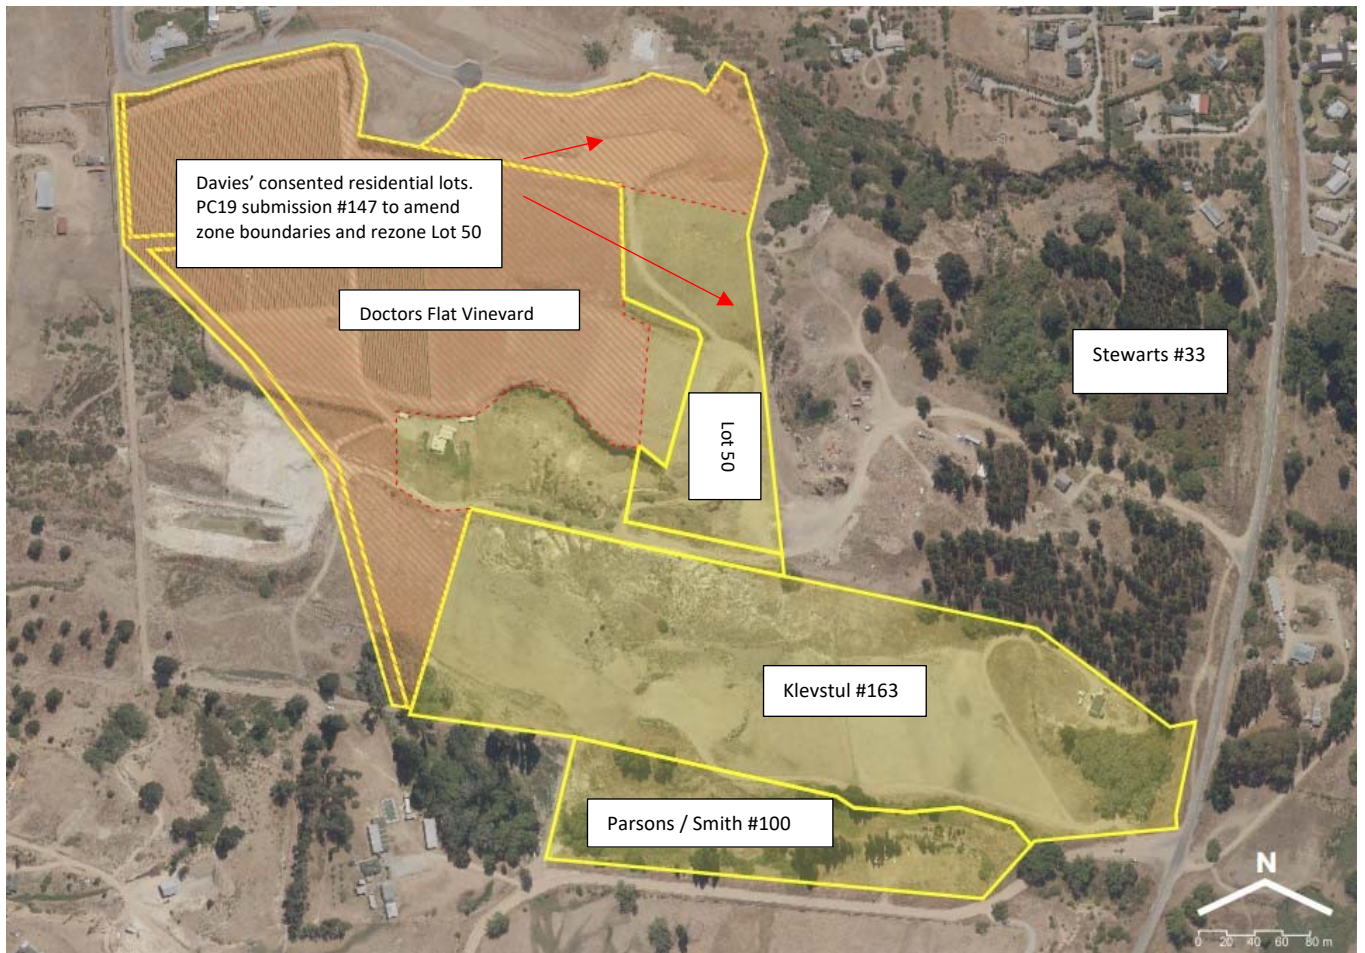 Davies’ consented residential lots.
PC19 submission #147 to amend
zone boundaries and rezone Lot 50
Doctors Flat Vinevard
Stewarts #33
Lot 50
Klevstul #163
Parsons / Smith #100
N
0 20 40 60 80 m